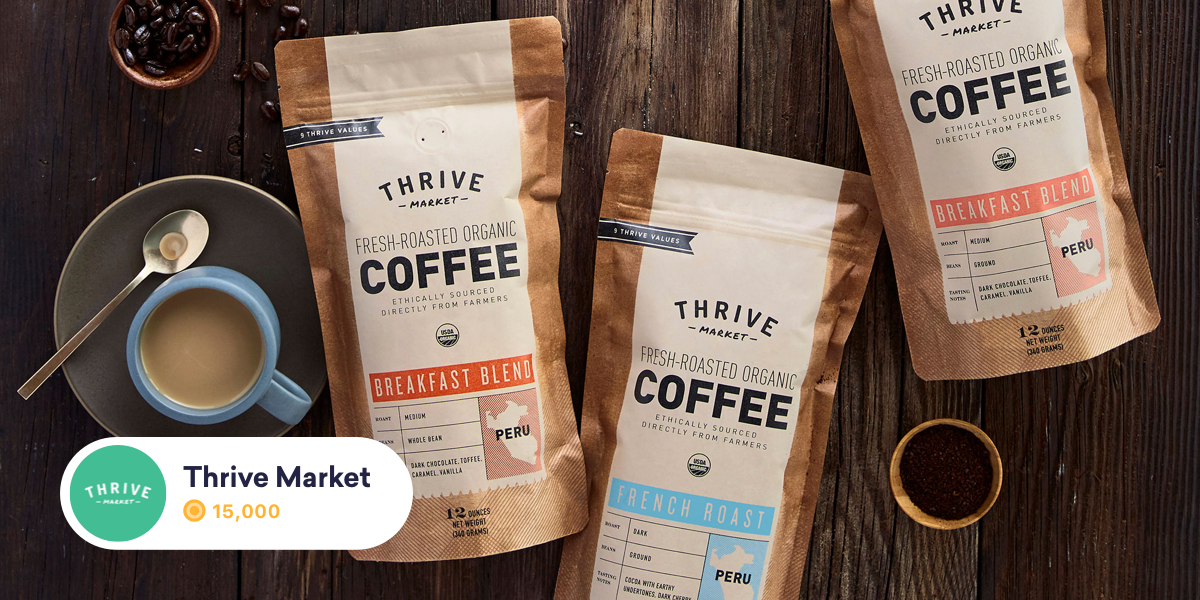 9 THRIVE VALUES
THRIVE
MARKET
FRESH-ROASTED ORGANIC
COFFEE
ETHICALLY SOURCED
DIRECTLY FROM FARMERS
USDA
ORGANIC
BREAKFAST BLEND
ROAST MEDIUM
BEANS WHOLE BEAN
DARK CHOCOLATE, TOFFEE,
CARAMEL, VANILLA
PERU
12 OUNCES
NET WEIGHT
(340 GRAMS)
9 THRIVE VALUES
THRIVE
MARKET
FRESH-ROASTED ORGANIC
COFFEE
ETHICALLY SOURCED
DIRECTLY FROM FARMERS
USDA
ORGANIC
FRENCH ROAST
ROAST DARK
BEANS GROUND
TASTING
NOTES
COCOA WITH EARTHY
UNDERTONES, DARK CHERRY
PERU
THRIVE
MARKET
FRESH-ROASTED ORGANIC
COFFEE
ETHICALLY SOURCED
DIRECTLY FROM FARMERS
USDA
ORGANIC
BREAKFAST BLEND
ROAST MEDIUM
BEANS GROUND
TASTING
NOTES
DARK CHOCOLATE, TOFFEE,
CARAMEL, VANILLA
PERU
12 OUNCES
NET WEIGHT
(340 GRAMS)
THRIVE
MARKET
Thrive Market
15,000